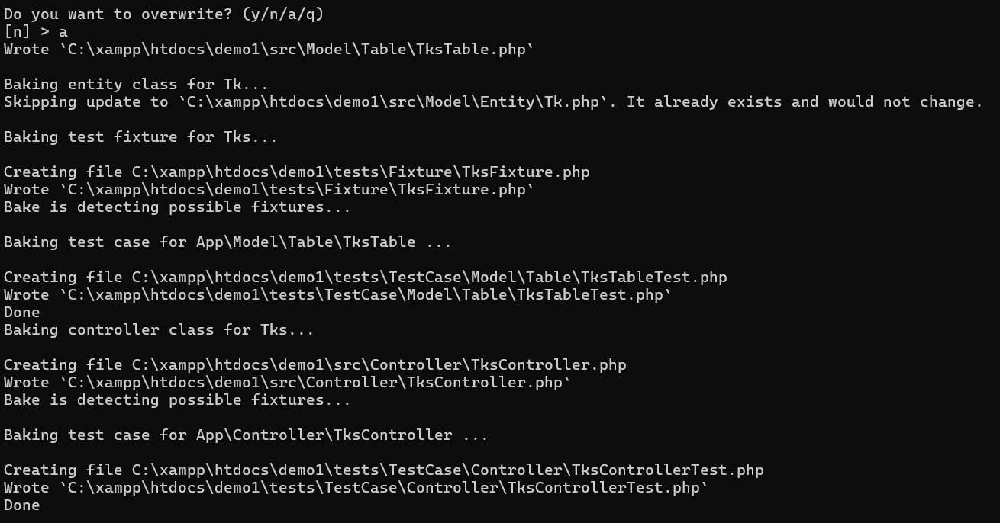 Do you want to overwrite? (y/n/a/q)
[n] > a
Wrote `C:\xampp\htdocs\demo1\src\Model\Table\TksTable.php`
Baking entity class for Tk...
Skipping update to `C:\xampp\htdocs\demo1\src\Model\Entity\Tk.php`. It already exists and would not change.
Baking test fixture for Tks...
Creating file C:\xampp\htdocs\demo1\tests\Fixture\TksFixture.php
Wrote `C:\xampp\htdocs\demo1\tests\Fixture\TksFixture.php`
Bake is detecting possible fixtures...
Baking test case for App\Model\Table\TksTable ...
Creating file C:\xampp\htdocs\demo1\tests\TestCase\Model\Table\TksTableTest.php
Wrote `C:\xampp\htdocs\demo1\tests\TestCase\Model\Table\TksTableTest.php`
Done
Baking controller class for Tks...
Creating file C:\xampp\htdocs\demo1\src\Controller\TksController.php
Wrote `C:\xampp\htdocs\demo1\src\Controller\TksController.php`
Bake is detecting possible fixtures...
Baking test case for App\Controller\TksController ...
Creating file C:\xampp\htdocs\demo1\tests\TestCase\Controller\TksControllerTest.php
Wrote `C:\xampp\htdocs\demo1\tests\TestCase\Controller\TksControllerTest.php`
Done